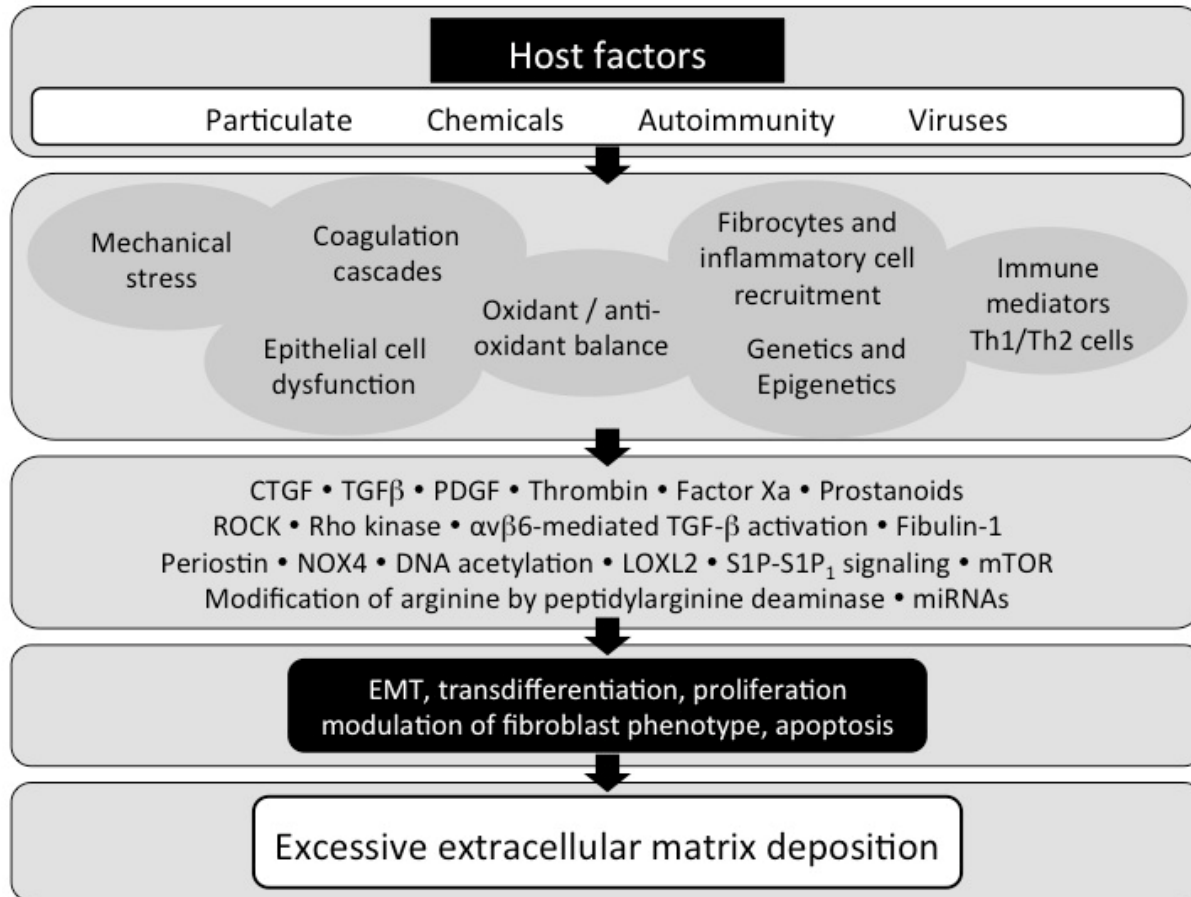 Host factors
Particulate Chemicals Autoimmunity Viruses
Mechanical
stress
Coagulation
cascades
Epithelial cell
dysfunction
Oxidant / anti-
oxidant balance
Fibrocytes and
inflammatory cell
recruitment
Genetics and
Epigenetics
Immune
mediators
Th1/Th2 cells
CTGF • TGFβ • PDGF • Thrombin • Factor Xa • Prostanoids
ROCK • Rho kinase • αvβ6-mediated TGF-β activation • Fibulin-1
Periostin • NOX4 • DNA acetylation • LOXL2 • S1P-S1P₁ signaling • mTOR
Modification of arginine by peptidylarginine deaminase • miRNAs
EMT, transdifferentiation, proliferation
modulation of fibroblast phenotype, apoptosis
Excessive extracellular matrix deposition